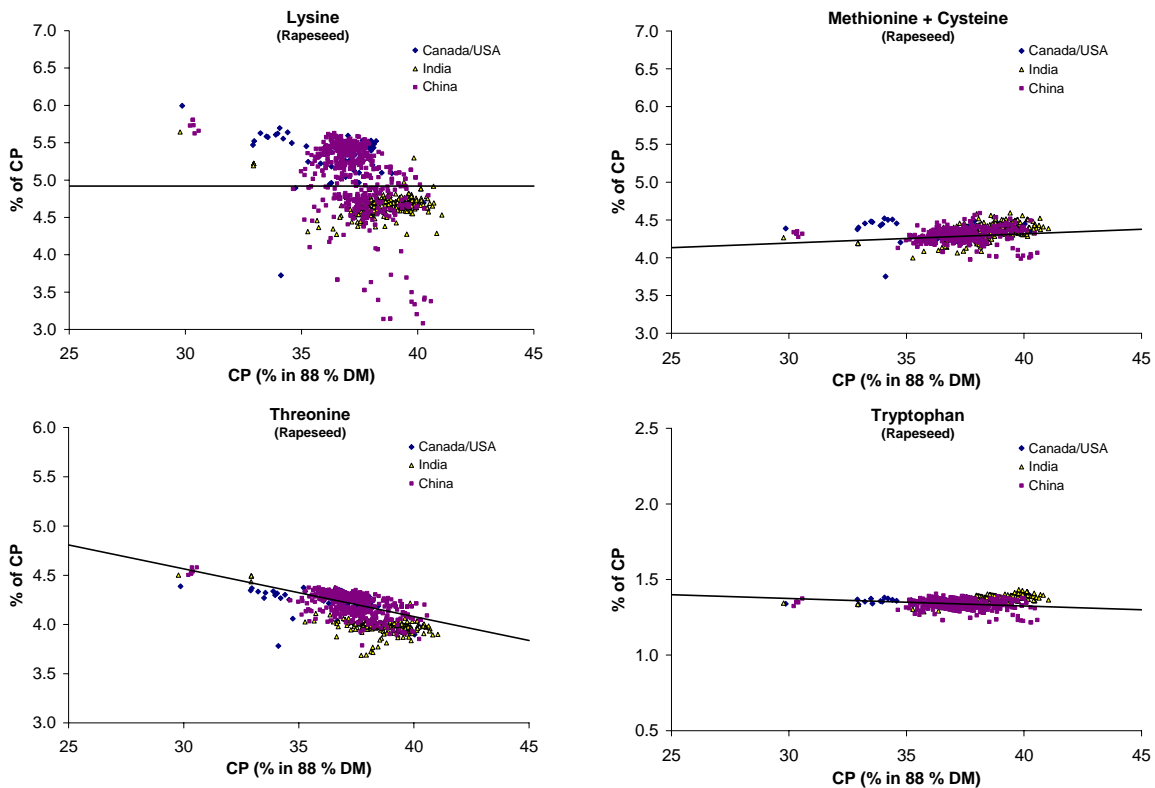 Lysine
(Rapeseed)
Canada/USA
India
China
7.0
6.5
6.0
5.5
5.0
4.5
4.0
3.5
3.0
% of CP
25 30 35 40 45
CP (% in 88 % DM)
Methionine + Cysteine
(Rapeseed)
Canada/USA
India
China
7.0
6.5
6.0
5.5
5.0
4.5
4.0
3.5
3.0
% of CP
25 30 35 40 45
CP (% in 88 % DM)
Threonine
(Rapeseed)
Canada/USA
India
China
6.0
5.5
5.0
4.5
4.0
3.5
3.0
% of CP
25 30 35 40 45
CP (% in 88 % DM)
Tryptophan
(Rapeseed)
Canada/USA
India
China
2.5
2.0
1.5
1.0
0.5
% of CP
25 30 35 40 45
CP (% in 88 % DM)